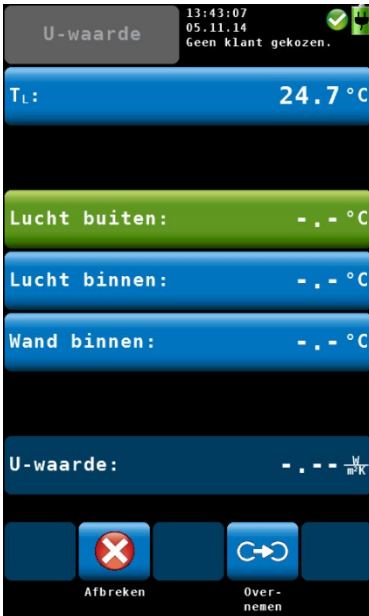 U-waarde
13:43:07
05.11.14
Geen klant gekozen.
TL: 24.7 °C
Lucht buiten: -.- °C
Lucht binnen: -.- °C
Wand binnen: -.- °C
U-waarde: -.-- W/m²K
Afbreken
Over-
nemen